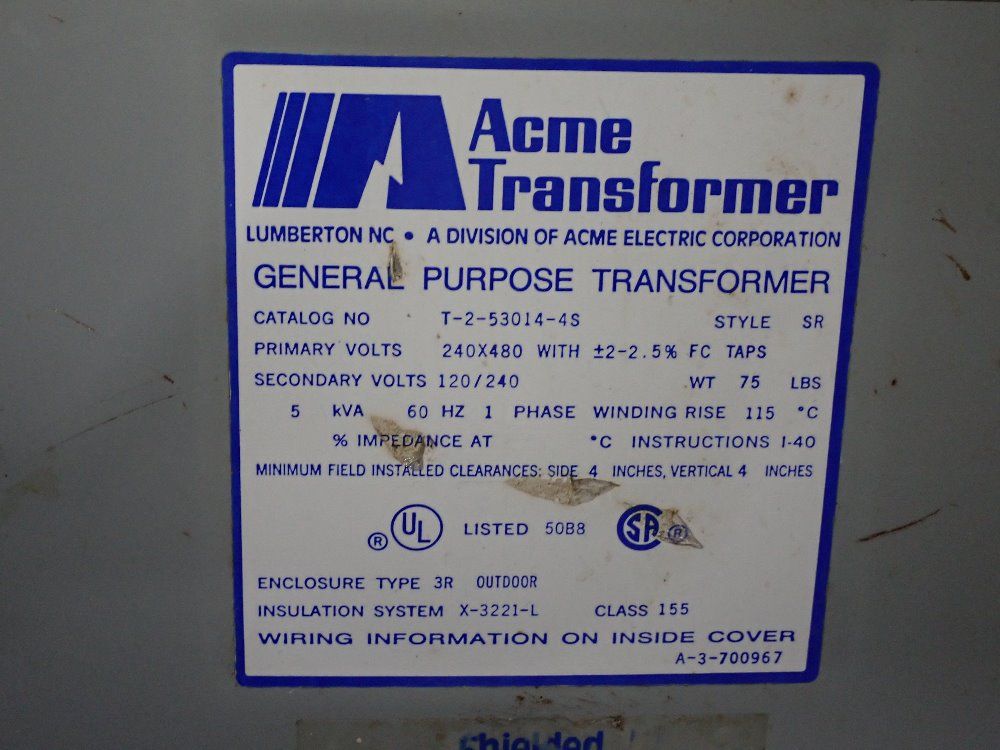 Acme
Transformer
LUMBERTON NC • A DIVISION OF ACME ELECTRIC CORPORATION
GENERAL PURPOSE TRANSFORMER
CATALOG NO T-2-53014-4S STYLE SR
PRIMARY VOLTS 240X480 WITH ±2-2.5% FC TAPS
SECONDARY VOLTS 120/240 WT 75 LBS
5 kVA 60 HZ 1 PHASE WINDING RISE 115 °C
% IMPEDANCE AT °C INSTRUCTIONS I-40
MINIMUM FIELD INSTALLED CLEARANCES: SIDE 4 INCHES, VERTICAL 4 INCHES
® UL LISTED 50B8 SA ®
ENCLOSURE TYPE 3R OUTDOOR
INSULATION SYSTEM X-3221-L CLASS 155
WIRING INFORMATION ON INSIDE COVER
A-3-700967
Shielded